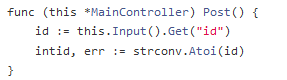 func (this *MainController) Post() {
    id := this.Input().Get("id")
    intid, err := strconv.Atoi(id)
}